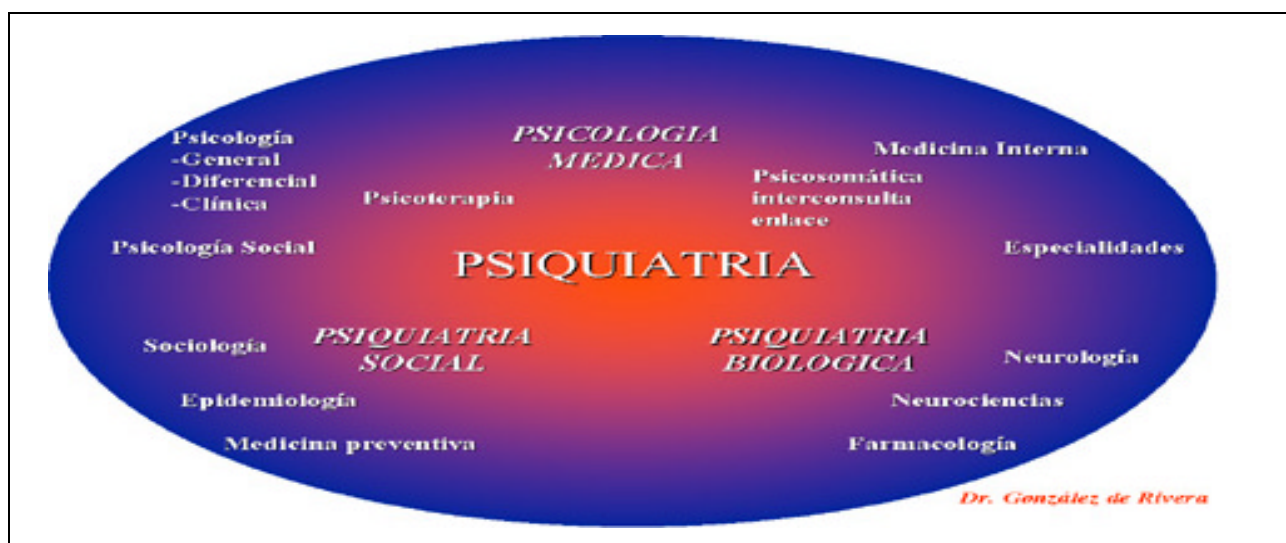 Psicología
-General
-Diferencial
-Clínica
PSICOLOGIA
MEDICA
Medicina Interna
Psicoterapia
Psicosomática
interconsulta
enlace
Psicología Social
PSIQUIATRIA
Especialidades
Sociología
PSIQUIATRIA
SOCIAL
PSIQUIATRIA
BIOLOGICA
Neurología
Epidemiología
Neurociencias
Medicina preventiva
Farmacología
Dr. González de Rivera